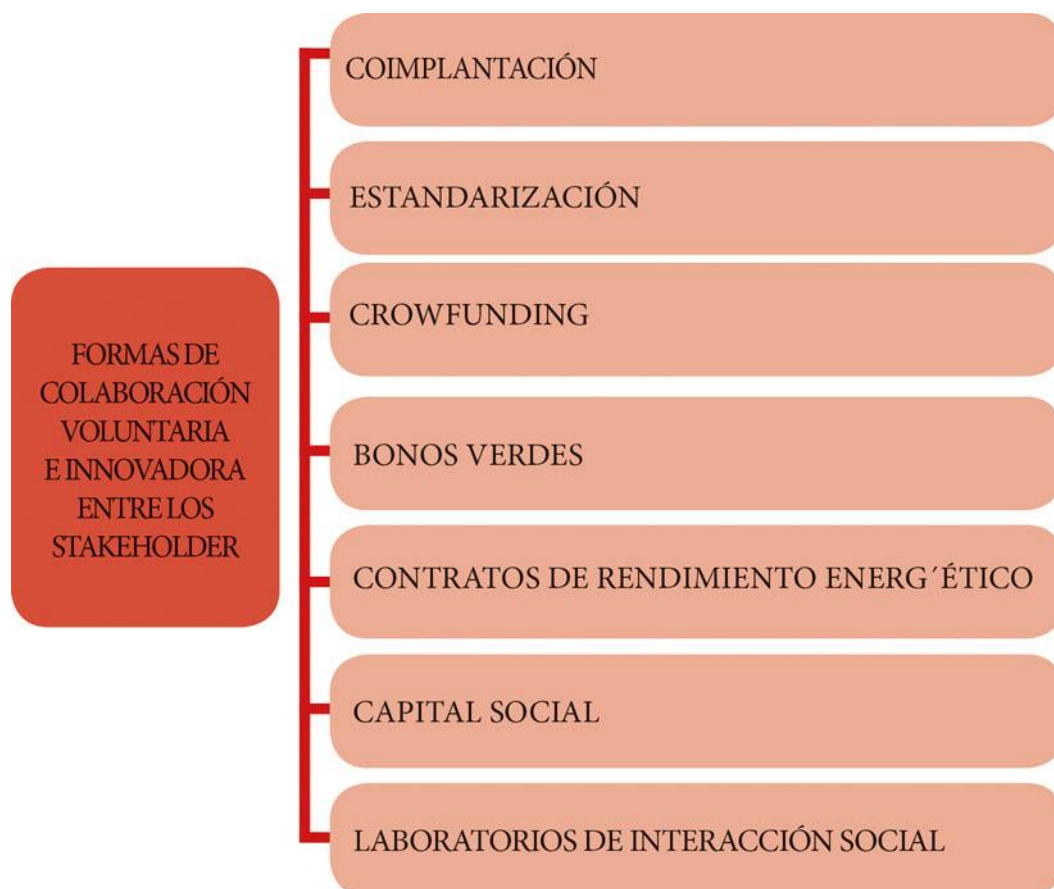 FORMAS DE
COLABORACIÓN
VOLUNTARIA
E INNOVADORA
ENTRE LOS
STAKEHOLDER
COIMPLANTACIÓN
ESTANDARIZACIÓN
CROWFUNDING
BONOS VERDES
CONTRATOS DE RENDIMIENTO ENERG´ÉTICO
CAPITAL SOCIAL
LABORATORIOS DE INTERACCIÓN SOCIAL